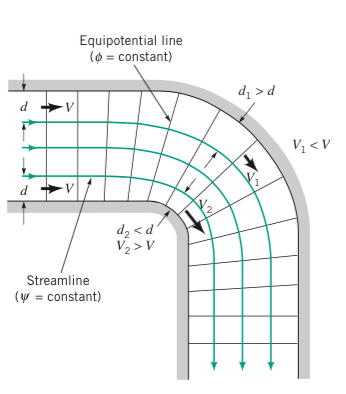 Equipotential line
(ϕ = constant)
d₁ > d
d
V
V₁ < V
V₁
d
V
V₂
d₂ < d
V₂ > V
Streamline
(ψ = constant)